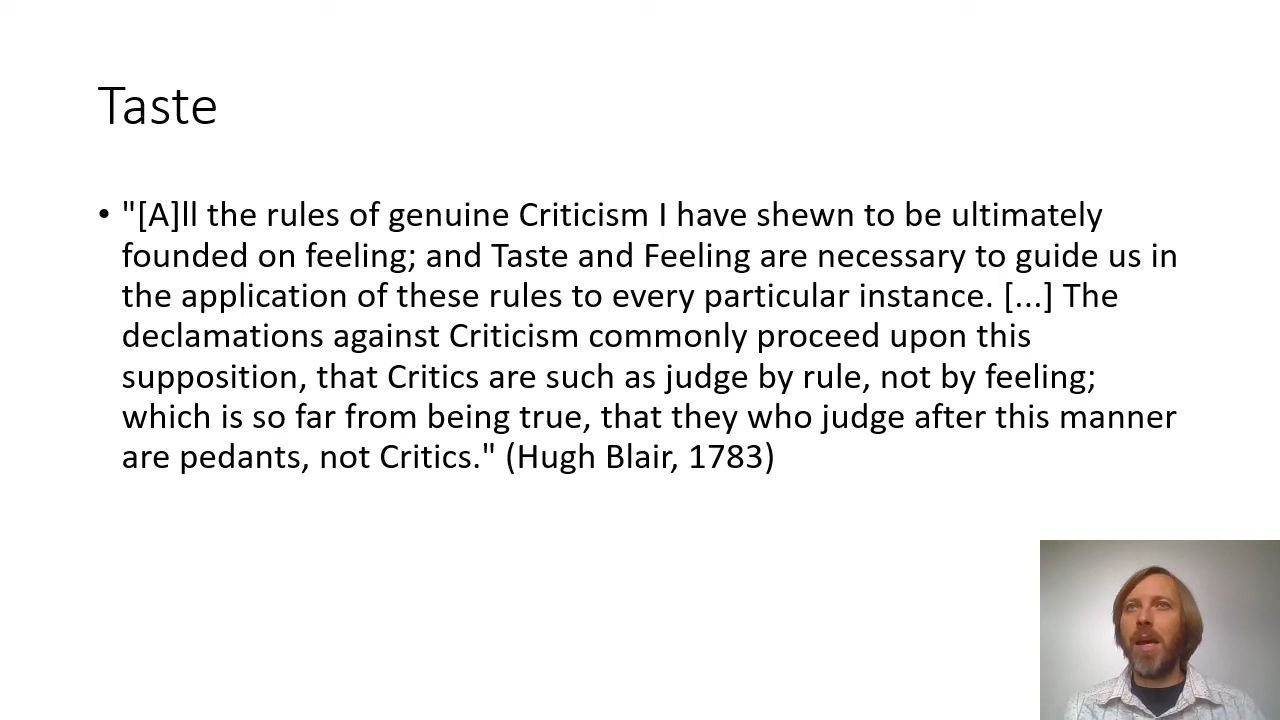 Taste
• "[A]ll the rules of genuine Criticism I have shewn to be ultimately
founded on feeling; and Taste and Feeling are necessary to guide us in
the application of these rules to every particular instance. [...] The
declamations against Criticism commonly proceed upon this
supposition, that Critics are such as judge by rule, not by feeling;
which is so far from being true, that they who judge after this manner
are pedants, not Critics." (Hugh Blair, 1783)